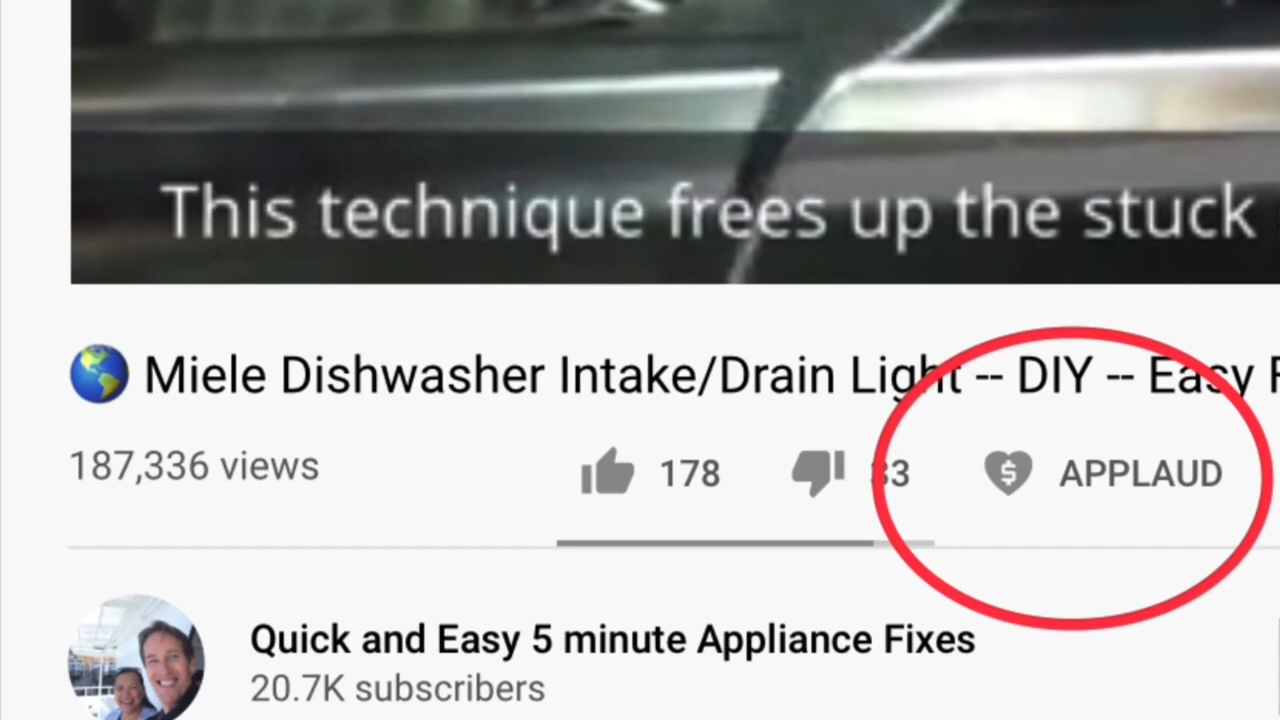 This technique frees up the stuck
Miele Dishwasher Intake/Drain Light -- DIY -- Easy
187,336 views
178
33
$ APPLAUD
Quick and Easy 5 minute Appliance Fixes
20.7K subscribers